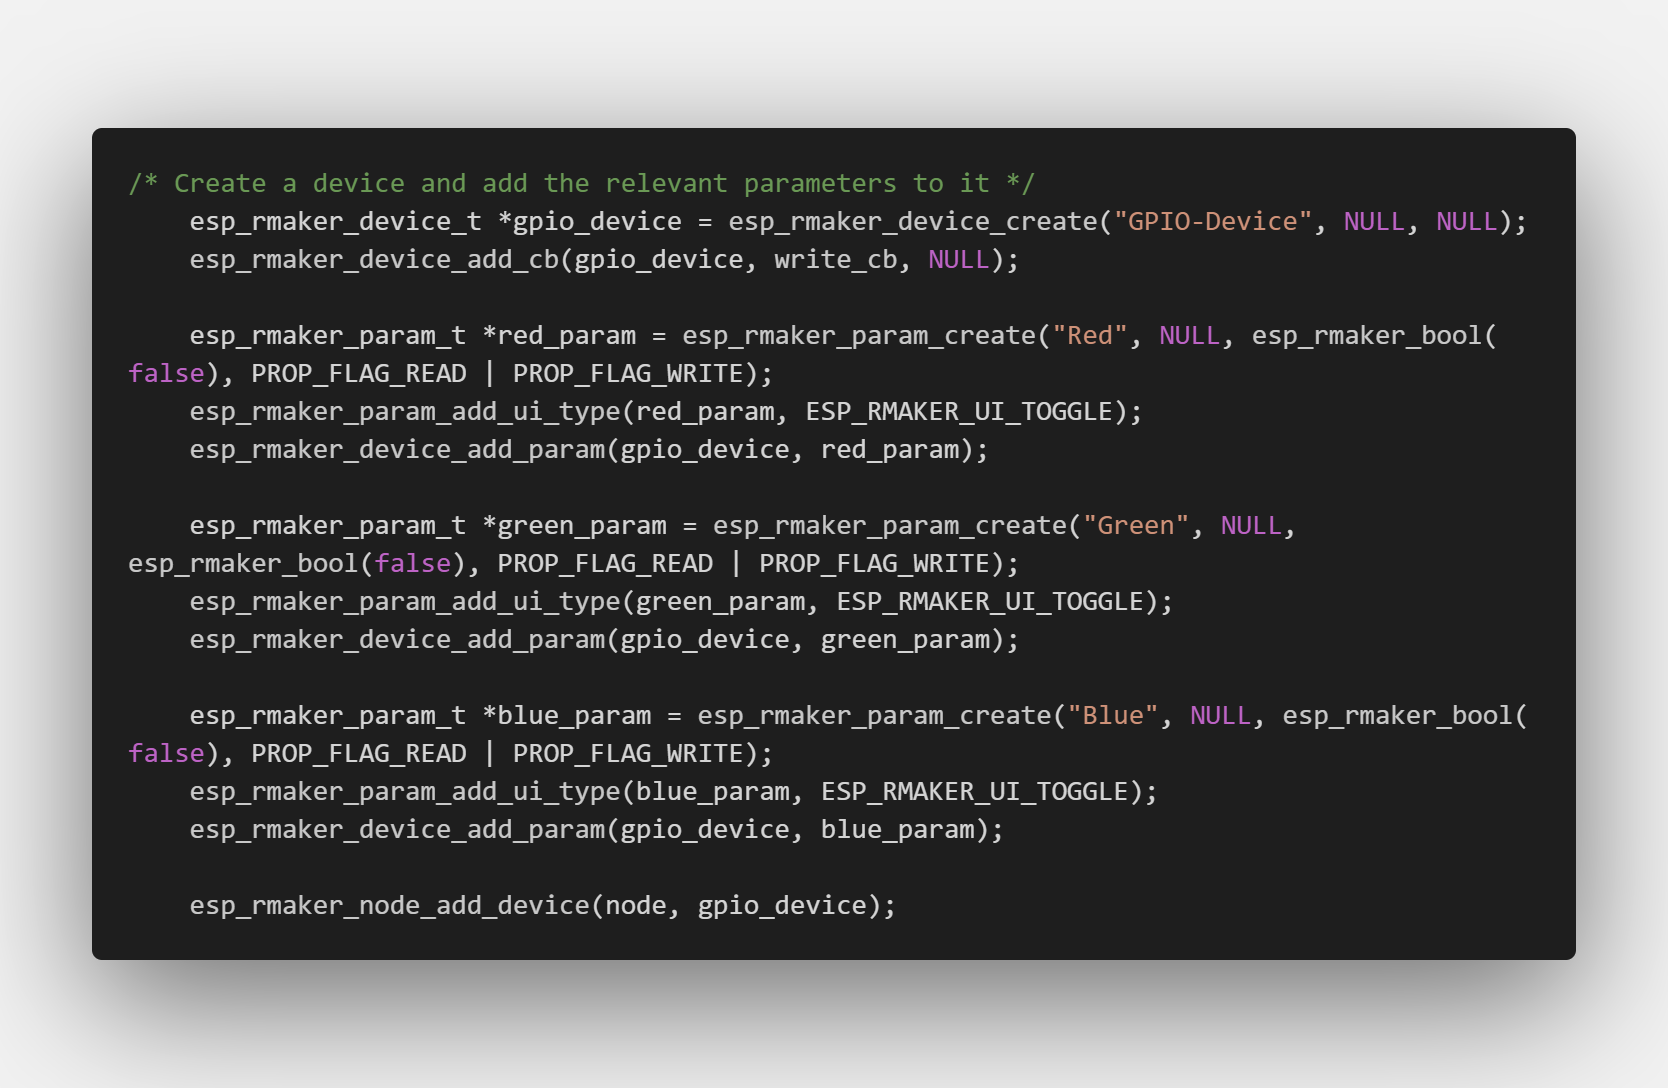 /* Create a device and add the relevant parameters to it */
    esp_rmaker_device_t *gpio_device = esp_rmaker_device_create("GPIO-Device", NULL, NULL);
    esp_rmaker_device_add_cb(gpio_device, write_cb, NULL);

    esp_rmaker_param_t *red_param = esp_rmaker_param_create("Red", NULL, esp_rmaker_bool(
false), PROP_FLAG_READ | PROP_FLAG_WRITE);
    esp_rmaker_param_add_ui_type(red_param, ESP_RMAKER_UI_TOGGLE);
    esp_rmaker_device_add_param(gpio_device, red_param);

    esp_rmaker_param_t *green_param = esp_rmaker_param_create("Green", NULL,
esp_rmaker_bool(false), PROP_FLAG_READ | PROP_FLAG_WRITE);
    esp_rmaker_param_add_ui_type(green_param, ESP_RMAKER_UI_TOGGLE);
    esp_rmaker_device_add_param(gpio_device, green_param);

    esp_rmaker_param_t *blue_param = esp_rmaker_param_create("Blue", NULL, esp_rmaker_bool(
false), PROP_FLAG_READ | PROP_FLAG_WRITE);
    esp_rmaker_param_add_ui_type(blue_param, ESP_RMAKER_UI_TOGGLE);
    esp_rmaker_device_add_param(gpio_device, blue_param);

    esp_rmaker_node_add_device(node, gpio_device);